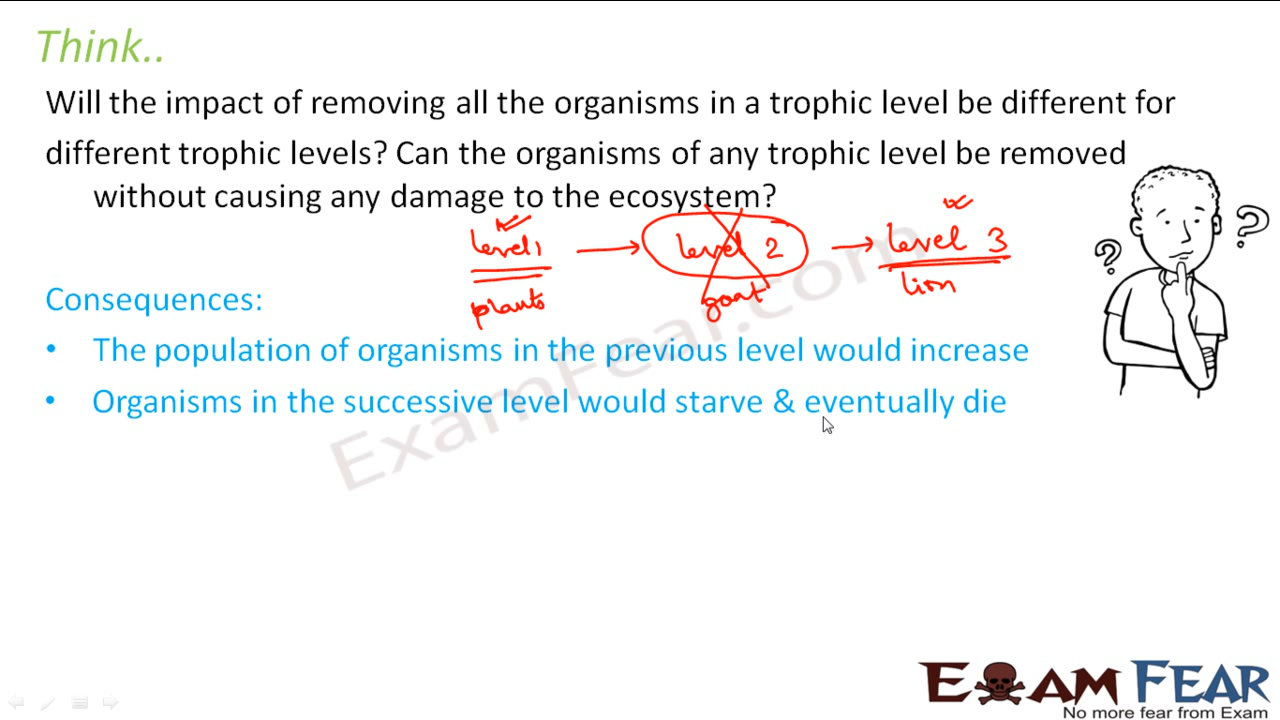 Think..
Will the impact of removing all the organisms in a trophic level be different for
different trophic levels? Can the organisms of any trophic level be removed
without causing any damage to the ecosystem?
level1 → level 2 → level 3
plants goat lion
Consequences:
• The population of organisms in the previous level would increase
• Organisms in the successive level would starve & eventually die
ExamFear.com
? ?
EXAM FEAR
No more fear from Exam